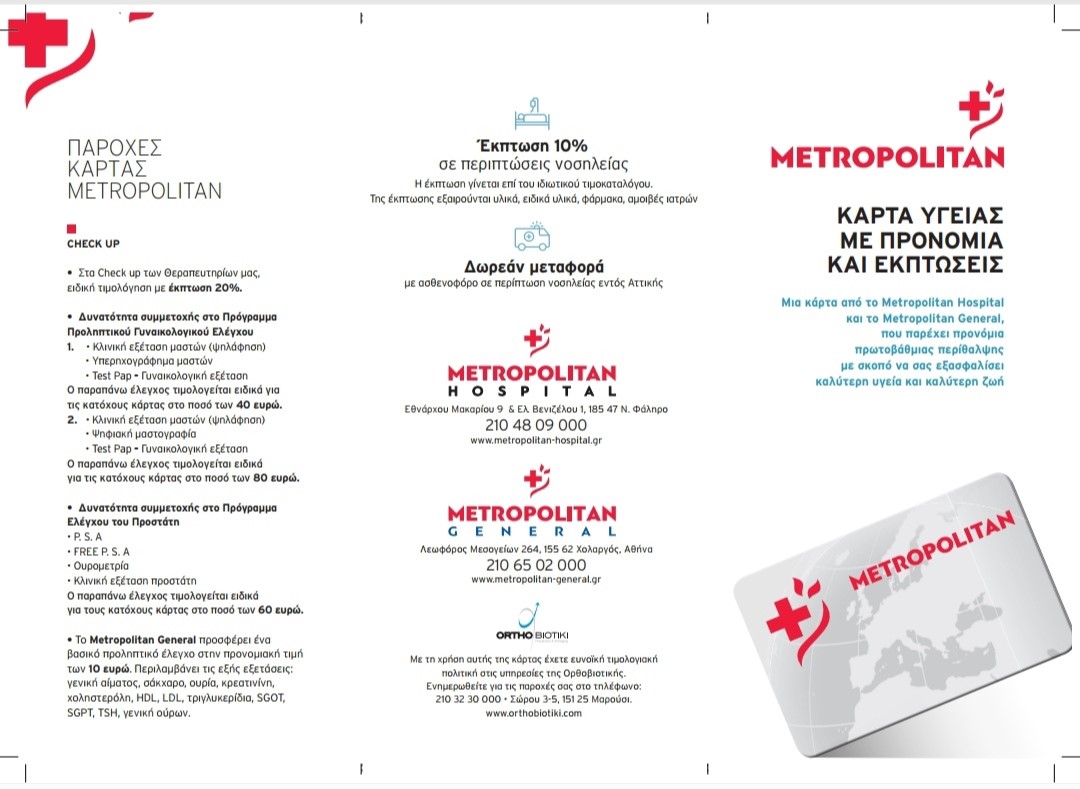 ΠΑΡΟΧΕΣ
ΚΑΡΤΑΣ
METROPOLITAN
CHECK UP
• Στα Check up των Θεραπευτηρίων μας,
ειδική τιμολόγηση με έκπτωση 20%.
• Δυνατότητα συμμετοχής στο Πρόγραμμα
Προληπτικού Γυναικολογικού Ελέγχου
1. • Κλινική εξέταση μαστών (ψηλάφηση)
• Υπερηχογράφημα μαστών
• Test Pap - Γυναικολογική εξέταση
Ο παραπάνω έλεγχος τιμολογείται ειδικά για
τις κατόχους κάρτας στο ποσό των 40 ευρώ.
2. • Κλινική εξέταση μαστών (ψηλάφηση)
• Ψηφιακή μαστογραφία
• Test Pap - Γυναικολογική εξέταση
Ο παραπάνω έλεγχος τιμολογείται ειδικά
για τις κατόχους κάρτας στο ποσό των 80 ευρώ.
• Δυνατότητα συμμετοχής στο Πρόγραμμα
Ελέγχου του Προστάτη
• P. S. A
• FREE P. S. A
• Ουρομετρία
• Κλινική εξέταση προστάτη
Ο παραπάνω έλεγχος τιμολογείται ειδικά
για τους κατόχους κάρτας στο ποσό των 60 ευρώ.
• Το Metropolitan General προσφέρει ένα
βασικό προληπτικό έλεγχο στην προνομιακή τιμή
των 10 ευρώ. Περιλαμβάνει τις εξής εξετάσεις:
γενική αίματος, σάκχαρο, ουρία, κρεατινίνη,
χοληστερόλη, HDL, LDL, τριγλυκερίδια, SGOT,
SGPT, TSH, γενική ούρων.
Έκπτωση 10%
σε περιπτώσεις νοσηλείας
Η έκπτωση γίνεται επί του ιδιωτικού τιμοκαταλόγου.
Της έκπτωσης εξαιρούνται υλικά, ειδικά υλικά, φάρμακα, αμοιβές ιατρών
Δωρεάν μεταφορά
με ασθενοφόρο σε περίπτωση νοσηλείας εντός Αττικής
METROPOLITAN
HOSPITAL
Εθνάρχου Μακαρίου 9 & Ελ. Βενιζέλου 1, 185 47 Ν. Φάληρο
210 48 09 000
www.metropolitan-hospital.gr
METROPOLITAN
GENERAL
Λεωφόρος Μεσογείων 264, 155 62 Χολαργός, Αθήνα
210 65 02 000
www.metropolitan-general.gr
ORTHO BIOTIKI
Με τη χρήση αυτής της κάρτας έχετε ευνοϊκή τιμολογιακή
πολιτική στις υπηρεσίες της Ορθοβιοτικής.
Ενημερωθείτε για τις παροχές σας στο τηλέφωνο:
210 32 30 000 • Σώρου 3-5, 151 25 Μαρούσι.
www.orthobiotiki.com
METROPOLITAN
ΚΑΡΤΑ ΥΓΕΙΑΣ
ΜΕ ΠΡΟΝΟΜΙΑ
ΚΑΙ ΕΚΠΤΩΣΕΙΣ
Μια κάρτα από το Metropolitan Hospital
και το Metropolitan General,
που παρέχει προνόμια
πρωτοβάθμιας περίθαλψης
με σκοπό να σας εξασφαλίσει
καλύτερη υγεία και καλύτερη ζωή
METROPOLITAN